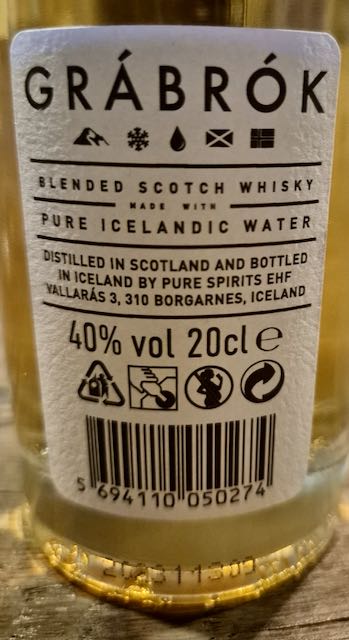 GRÁBRÓK
BLENDED SCOTCH WHISKY
MADE WITH
PURE ICELANDIC WATER
DISTILLED IN SCOTLAND AND BOTTLED
IN ICELAND BY PURE SPIRITS EHF
VALLARÁS 3, 310 BORGARNES, ICELAND
40% vol 20cl ℮
5 694110 050274